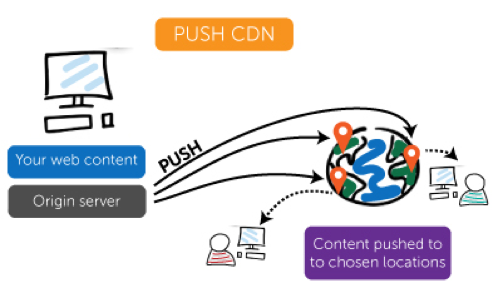 PUSH CDN
Your web content
Origin server
PUSH
Content pushed to
to chosen locations